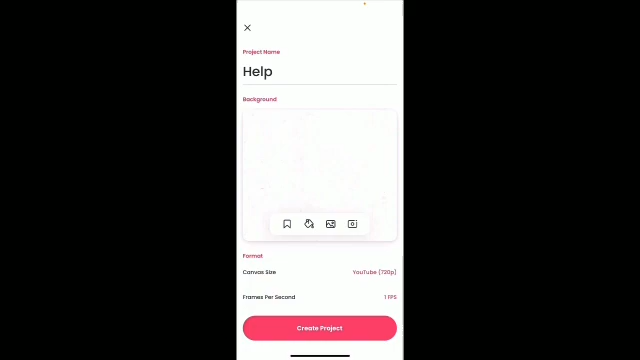 Project Name
Help
Background
Format
Canvas Size YouTube (720p)
Frames Per Second 1 FPS
Create Project